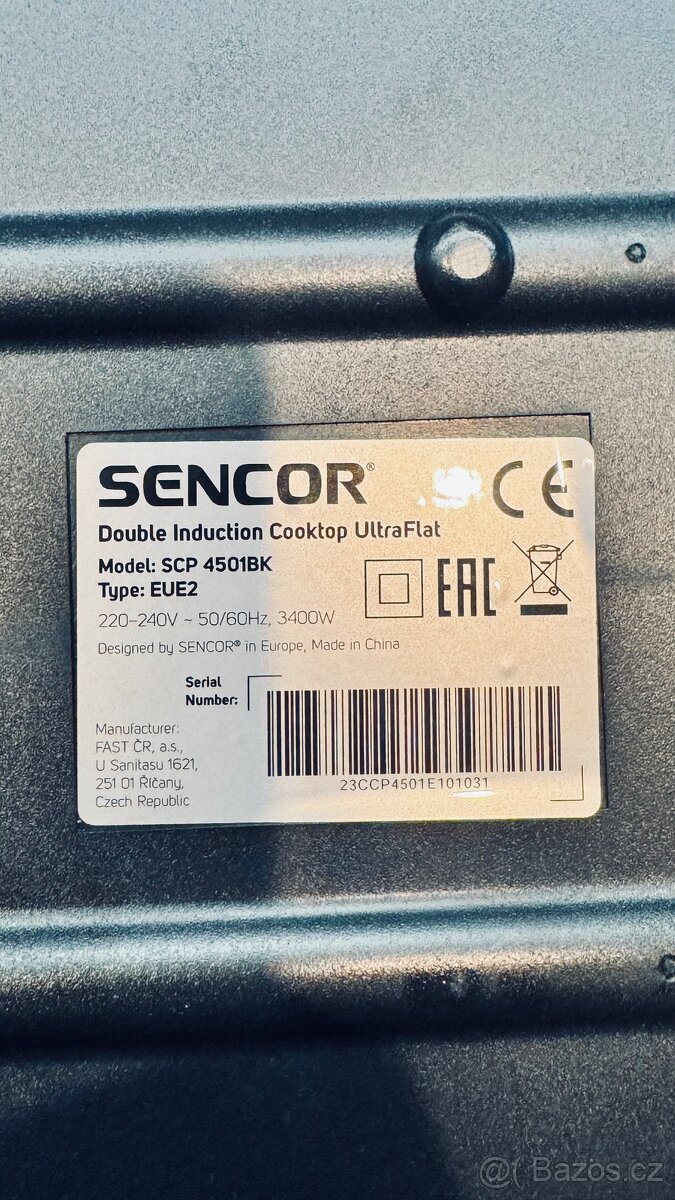 SENCOR®
CE
Double Induction Cooktop UltraFlat
Model: SCP 4501BK
Type: EUE2
EAC
220-240V ~ 50/60Hz, 3400W
Designed by SENCOR® in Europe, Made in China
Serial
Number:
23CCP4501E101031
Manufacturer:
FAST ČR, a.s.,
U Sanitasu 1621,
251 01 Říčany,
Czech Republic
@( Bazos.cz